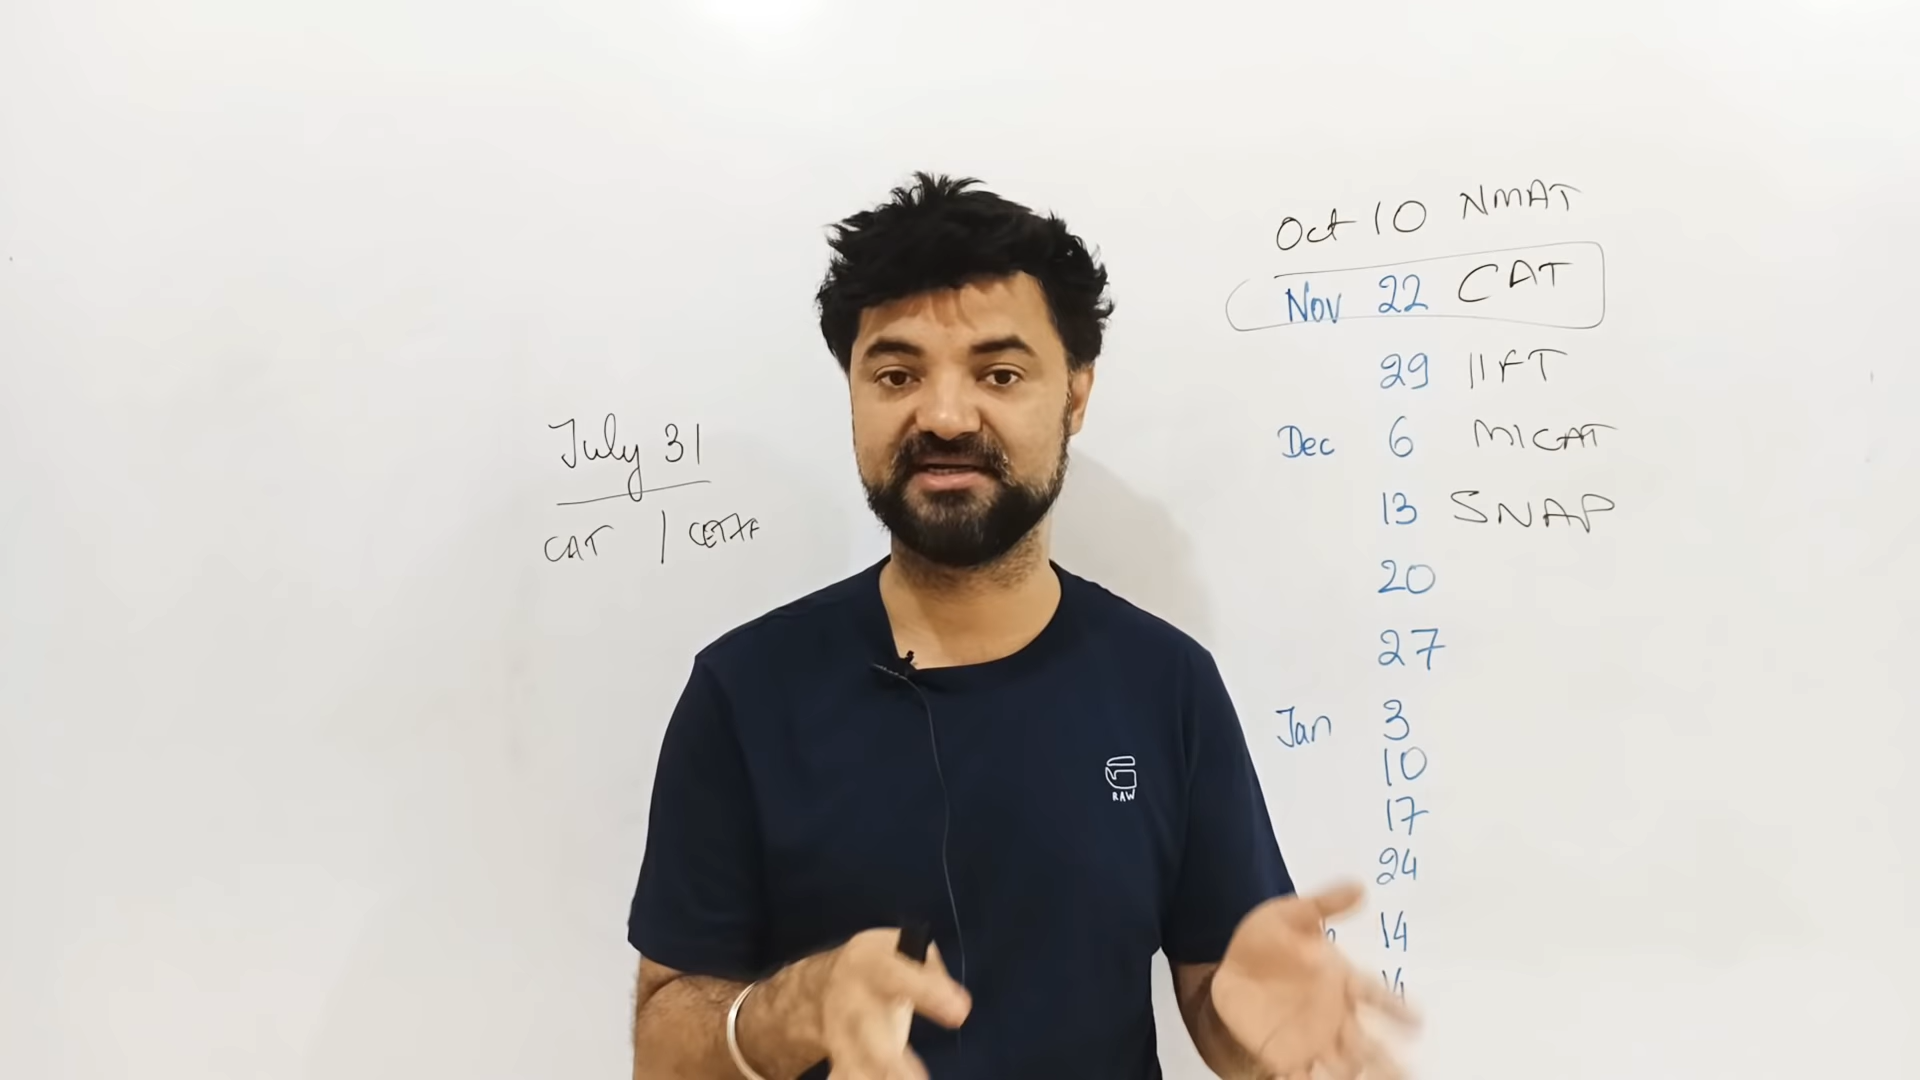 July 31
CAT /
Oct 10 NMAT
Nov 22 CAT
29 IIFT
Dec 6 MICAT
13 SNAP
20
27
Jan 3
10
17
24
14
RAW